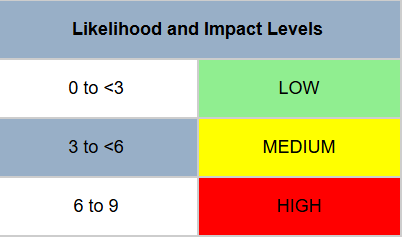 Likelihood and Impact Levels
0 to <3 LOW
3 to <6 MEDIUM
6 to 9 HIGH